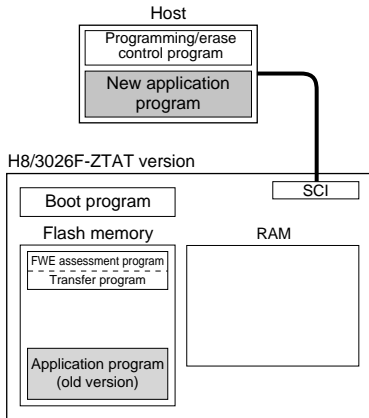 Host
Programming/erase
control program
New application
program
H8/3026F-ZTAT version
SCI
Boot program
Flash memory
RAM
FWE assessment program
Transfer program
Application program
(old version)